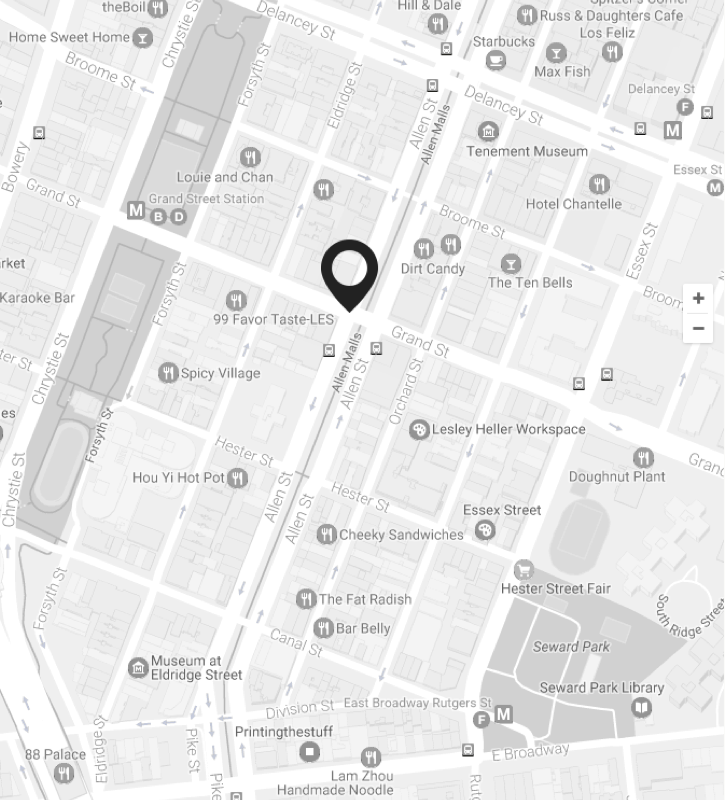 theBoil
Chrystie St
Delancey St
Hill & Dale
Spitzer's Corner
Russ & Daughters Cafe
Los Feliz
Home Sweet Home
Starbucks
Max Fish
Broome St
Forsyth St
Eldridge St
Allen St
Allen Malls
Delancey St
Delancey St
F
M
Bowery
Tenement Museum
Essex St
M
Louie and Chan
Grand St
Grand Street Station
M
B
D
Hotel Chantelle
Broome St
Essex St
Dirt Candy
The Ten Bells
Forsyth St
rket
Karaoke Bar
Broom
+
−
99 Favor Taste-LES
Grand St
Allen Malls
Allen St
Chrystie St
ter St
Spicy Village
Orchard St
es
Forsyth St
Lesley Heller Workspace
Hester St
Grand
Doughnut Plant
Hou Yi Hot Pot
Chrystie St
Allen St
Allen St
Hester St
Essex Street
Cheeky Sandwiches
Forsyth St
Hester Street Fair
The Fat Radish
South Ridge Street
Bar Belly
Canal St
Seward Park
Museum at
Eldridge Street
Seward Park Library
Division St
East Broadway Rutgers St
F
M
Eldridge St
Pike St
Printingthestuff
E Broadway
88 Palace
Lam Zhou
Handmade Noodle
Pike
Rutg